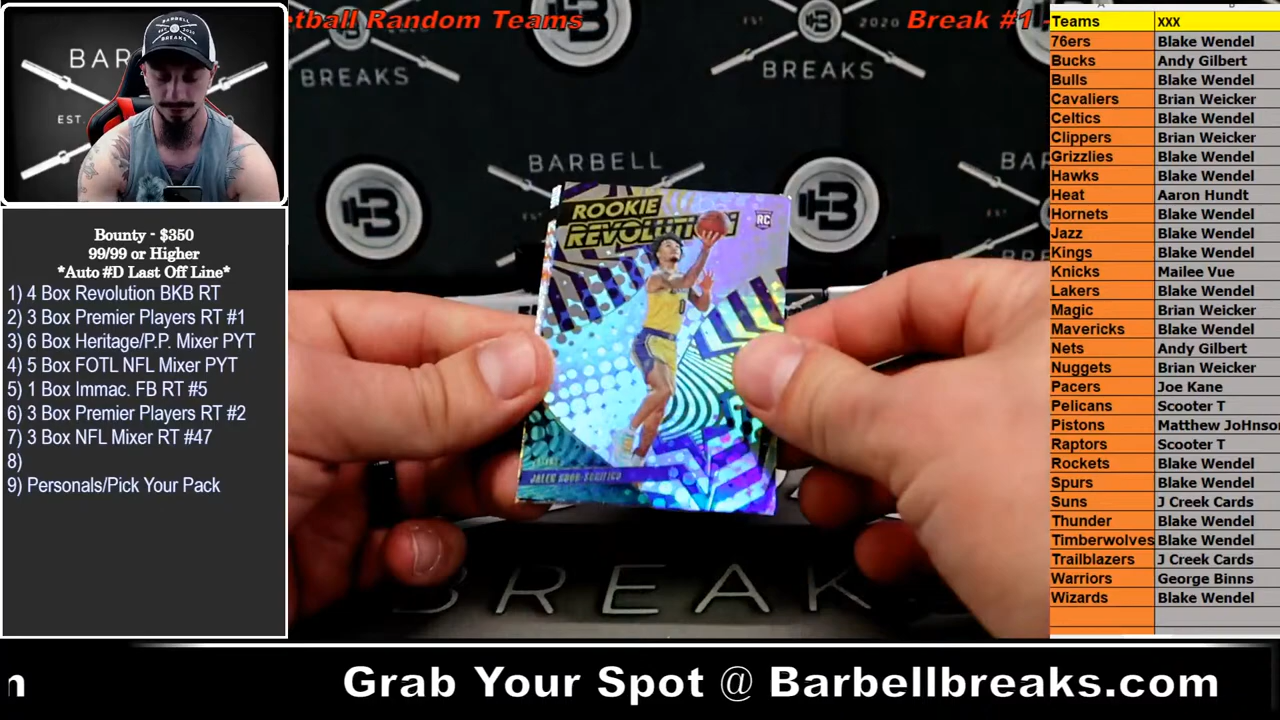 etball Random Teams
Break #1 -
BARBELL
BREAKS
EST.
2020
BREAKS
BREAKS
BARBELL
BREAK
ROOKIE
REVOLUTION
RC
Bounty - $350
99/99 or Higher
*Auto #D Last Off Line*
1) 4 Box Revolution BKB RT
2) 3 Box Premier Players RT #1
3) 6 Box Heritage/P.P. Mixer PYT
4) 5 Box FOTL NFL Mixer PYT
5) 1 Box Immac. FB RT #5
6) 3 Box Premier Players RT #2
7) 3 Box NFL Mixer RT #47
8)
9) Personals/Pick Your Pack
Teams xxx
76ers Blake Wendel
Bucks Andy Gilbert
Bulls Blake Wendel
Cavaliers Brian Weicker
Celtics Blake Wendel
Clippers Brian Weicker
Grizzlies Blake Wendel
Hawks Blake Wendel
Heat Aaron Hundt
Hornets Blake Wendel
Jazz Blake Wendel
Kings Blake Wendel
Knicks Mailee Vue
Lakers Blake Wendel
Magic Brian Weicker
Mavericks Blake Wendel
Nets Andy Gilbert
Nuggets Brian Weicker
Pacers Joe Kane
Pelicans Scooter T
Pistons Matthew JoHnso
Raptors Scooter T
Rockets Blake Wendel
Spurs Blake Wendel
Suns J Creek Cards
Thunder Blake Wendel
Timberwolves Blake Wendel
Trailblazers J Creek Cards
Warriors George Binns
Wizards Blake Wendel
n
Grab Your Spot @ Barbellbreaks.com